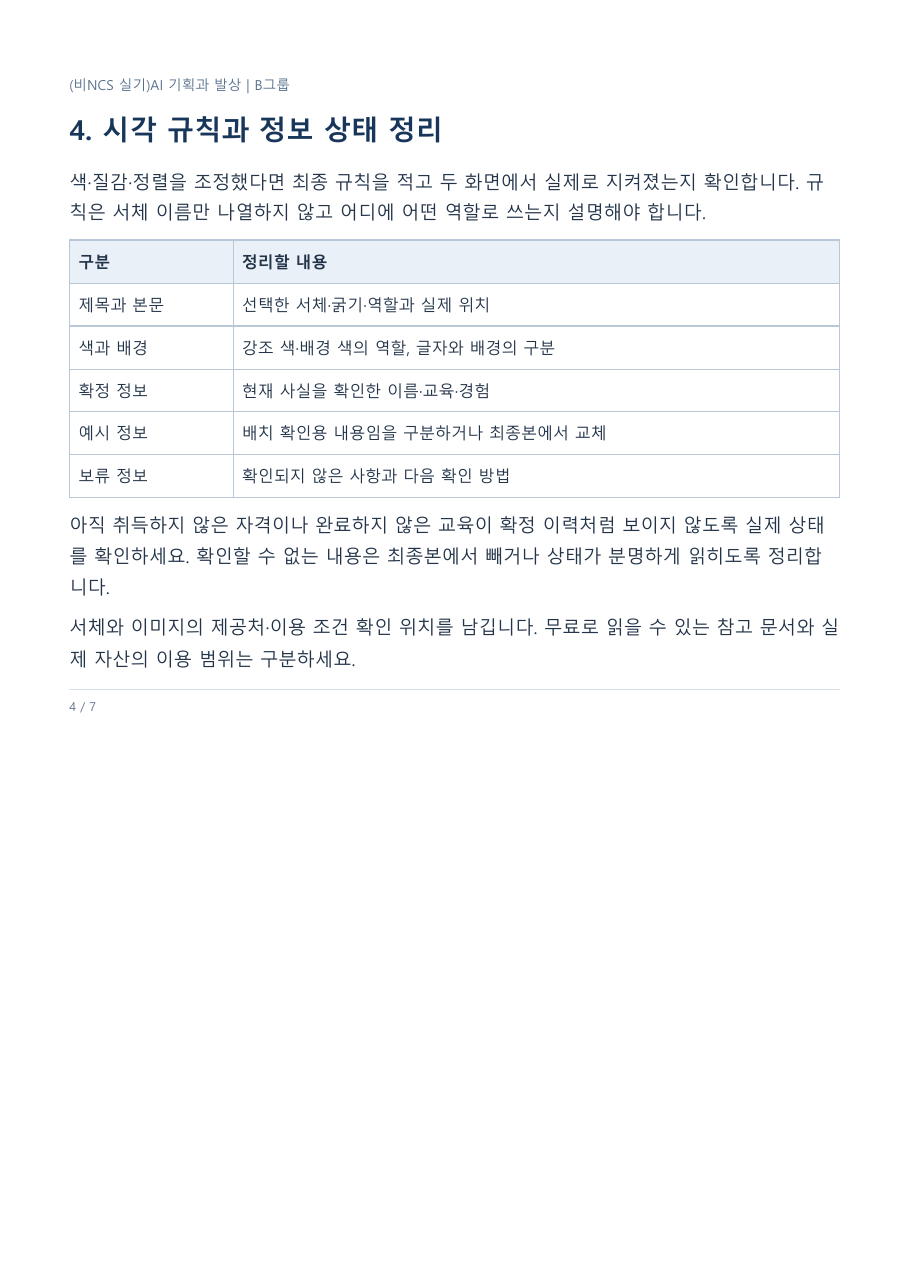 (비NCS 실기)AI 기획과 발상 | B그룹
4. 시각 규칙과 정보 상태 정리
색·질감·정렬을 조정했다면 최종 규칙을 적고 두 화면에서 실제로 지켜졌는지 확인합니다. 규
칙은 서체 이름만 나열하지 않고 어디에 어떤 역할로 쓰는지 설명해야 합니다.
구분 정리할 내용
제목과 본문 선택한 서체·굵기·역할과 실제 위치
색과 배경 강조 색·배경 색의 역할, 글자와 배경의 구분
확정 정보 현재 사실을 확인한 이름·교육·경험
예시 정보 배치 확인용 내용임을 구분하거나 최종본에서 교체
보류 정보 확인되지 않은 사항과 다음 확인 방법
아직 취득하지 않은 자격이나 완료하지 않은 교육이 확정 이력처럼 보이지 않도록 실제 상태
를 확인하세요. 확인할 수 없는 내용은 최종본에서 빼거나 상태가 분명하게 읽히도록 정리합
니다.
서체와 이미지의 제공처·이용 조건 확인 위치를 남깁니다. 무료로 읽을 수 있는 참고 문서와 실
제 자산의 이용 범위는 구분하세요.
4 / 7